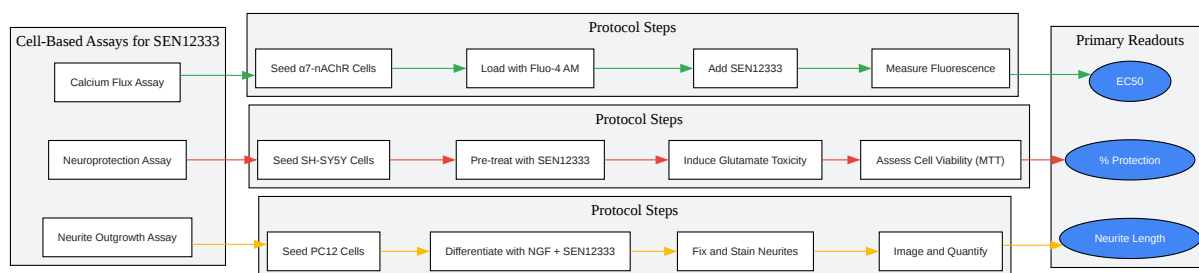 Cell-Based Assays for SEN12333
Calcium Flux Assay
Neuroprotection Assay
Neurite Outgrowth Assay
Protocol Steps
Seed α7-nAChR Cells
Load with Fluo-4 AM
Add SEN12333
Measure Fluorescence
Protocol Steps
Seed SH-SY5Y Cells
Pre-treat with SEN12333
Induce Glutamate Toxicity
Assess Cell Viability (MTT)
Protocol Steps
Seed PC12 Cells
Differentiate with NGF + SEN12333
Fix and Stain Neurites
Image and Quantify
Primary Readouts
EC50
% Protection
Neurite Length